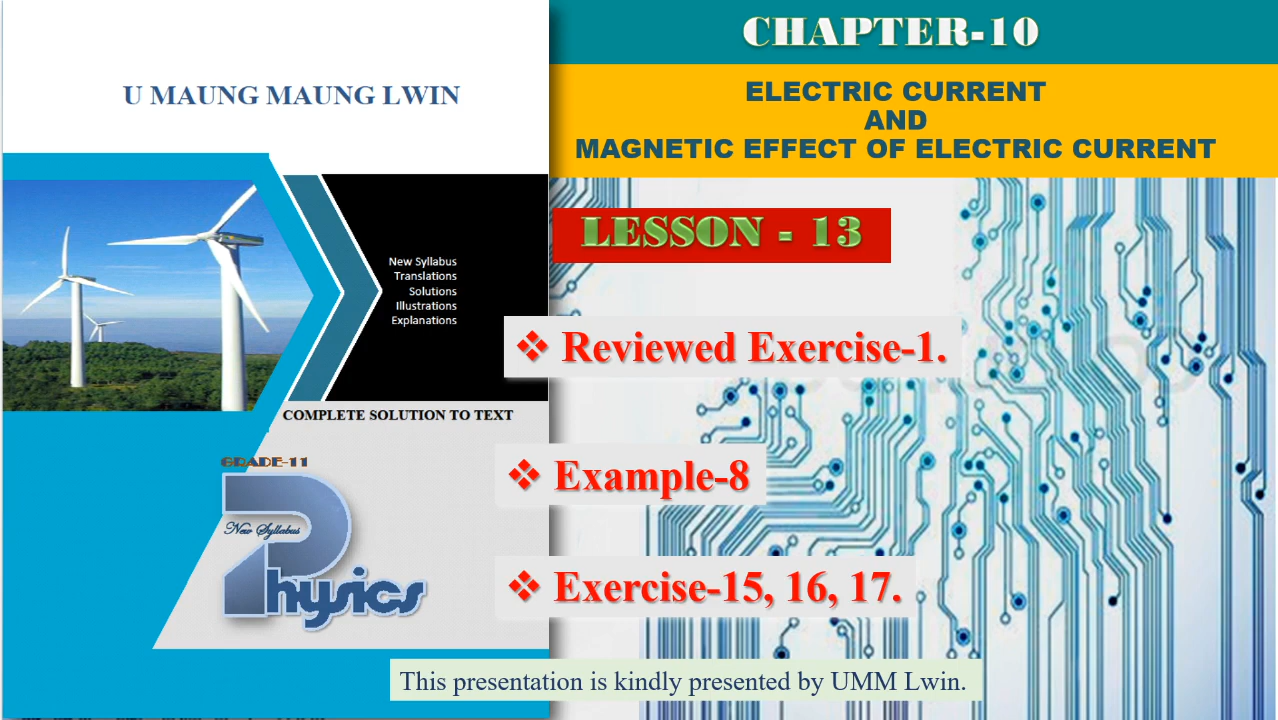 U MAUNG MAUNG LWIN
New Syllabus
Translations
Solutions
Illustrations
Explanations
COMPLETE SOLUTION TO TEXT
GRADE-11
New Syllabus
Physics
CHAPTER-10
ELECTRIC CURRENT
AND
MAGNETIC EFFECT OF ELECTRIC CURRENT
LESSON - 13
❖ Reviewed Exercise-1.
❖ Example-8
❖ Exercise-15, 16, 17.
This presentation is kindly presented by UMM Lwin.